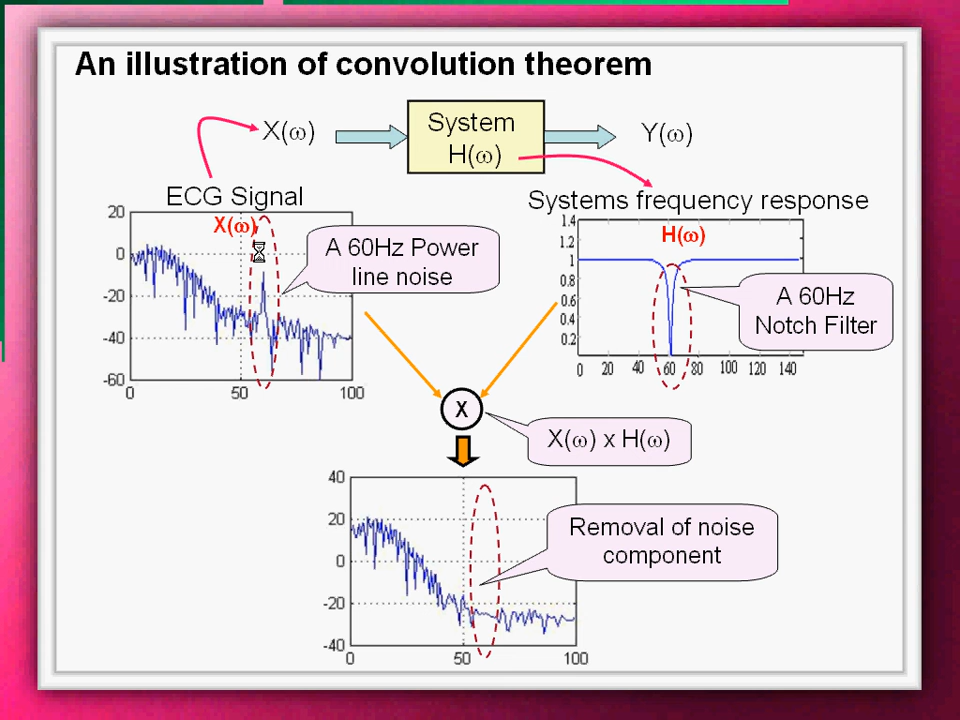 An illustration of convolution theorem
X(ω)
System
H(ω)
Y(ω)
ECG Signal
Systems frequency response
20
0
-20
-40
-60
0
50
100
X(ω)
A 60Hz Power
line noise
1.4
1.2
1
0.8
0.6
0.4
0.2
0
20
40
60
80
100
120
140
H(ω)
A 60Hz
Notch Filter
X
X(ω) x H(ω)
40
20
0
-20
-40
0
50
100
Removal of noise
component